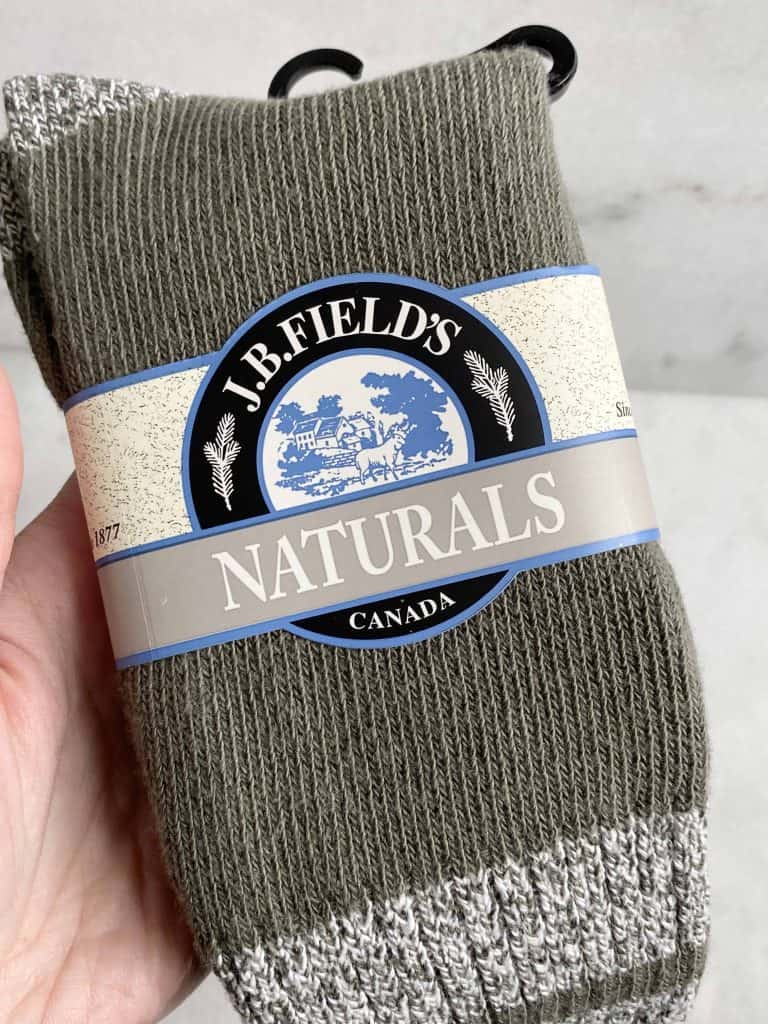 J.B.FIELD'S
1877
NATURALS
CANADA